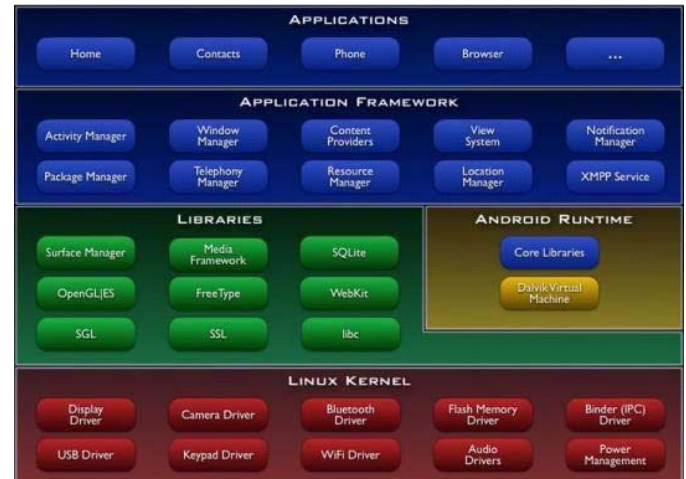 APPLICATIONS
Home
Contacts
Phone
Browser
...
APPLICATION FRAMEWORK
Activity Manager
Window
Manager
Content
Providers
View
System
Notification
Manager
Package Manager
Telephony
Manager
Resource
Manager
Location
Manager
XMPP Service
LIBRARIES
Surface Manager
Media
Framework
SQLite
OpenGL|ES
FreeType
WebKit
SGL
SSL
libc
ANDROID RUNTIME
Core Libraries
Dalvik Virtual
Machine
LINUX KERNEL
Display
Driver
Camera Driver
Bluetooth
Driver
Flash Memory
Driver
Binder (IPC)
Driver
USB Driver
Keypad Driver
WiFi Driver
Audio
Drivers
Power
Management